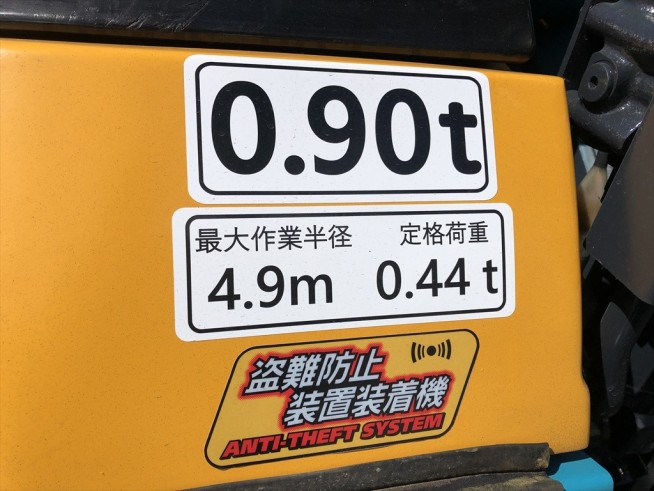 0.90t
最大作業半径 定格荷重
4.9m 0.44 t
盗難防止
装置装着機
ANTI-THEFT SYSTEM